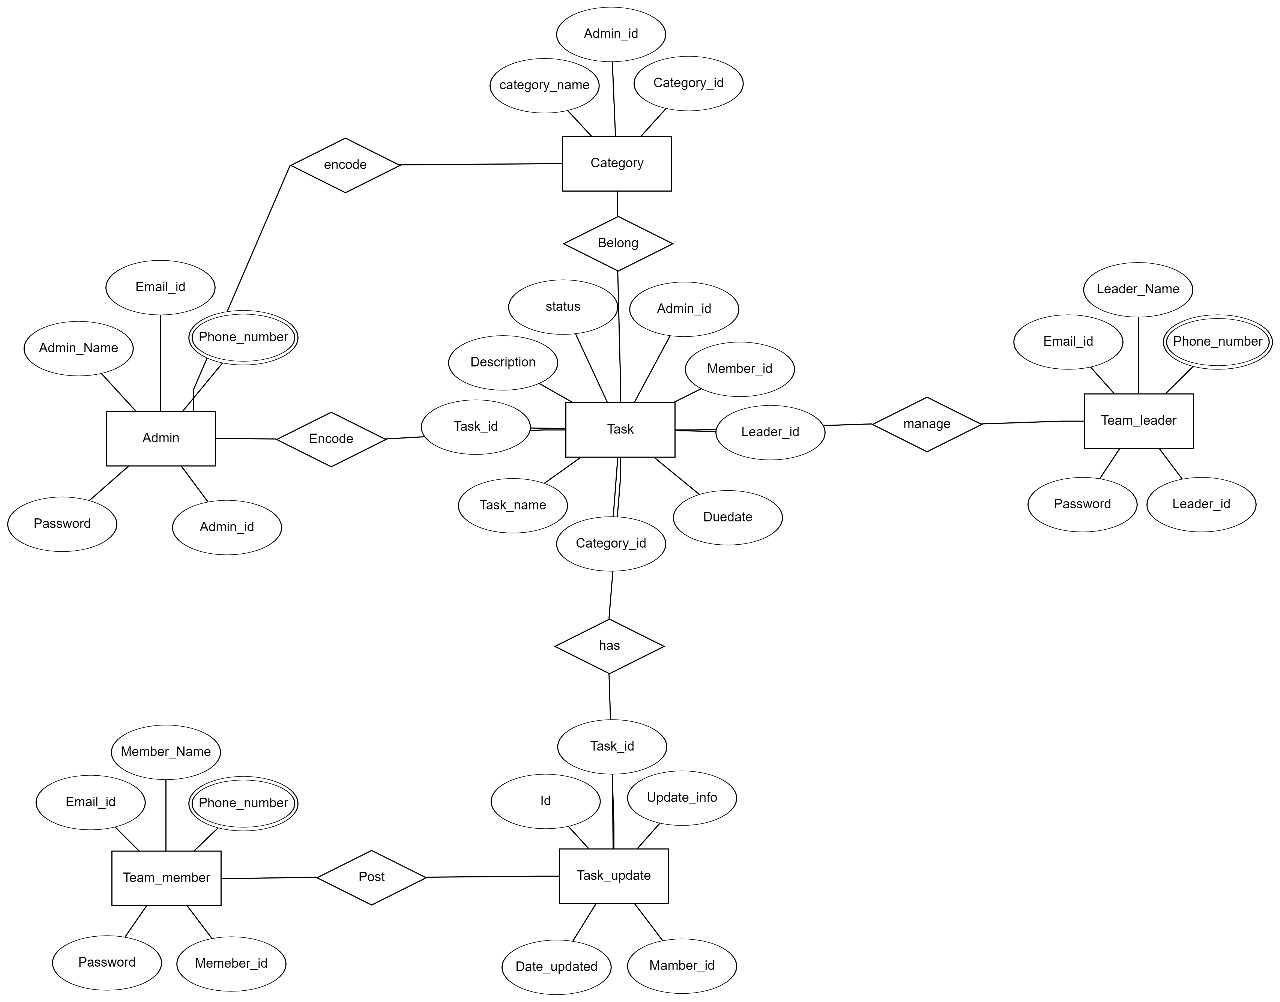 Admin_id
category_name
Category_id
Category
encode
Belong
Email_id
Phone_number
Admin_Name
Admin
Password
Admin_id
Encode
status
Admin_id
Description
Member_id
Task_id
Task
Leader_id
Task_name
Duedate
Category_id
manage
Leader_Name
Email_id
Phone_number
Team_leader
Password
Leader_id
has
Task_id
Id
Update_info
Task_update
Date_updated
Mamber_id
Post
Member_Name
Email_id
Phone_number
Team_member
Password
Memeber_id